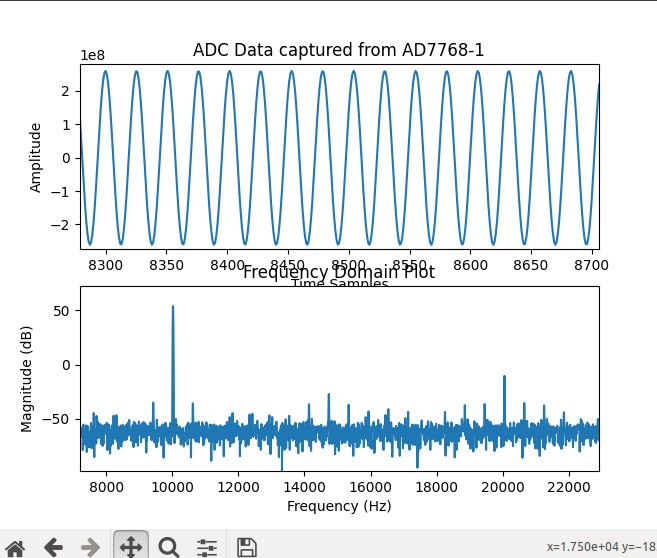 ADC Data captured from AD7768-1
1e8
2
1
0
−1
−2
Amplitude
8300 8350 8400 8450 8500 8550 8600 8650 8700
Time Samples
Frequency Domain Plot
50
0
−50
Magnitude (dB)
8000 10000 12000 14000 16000 18000 20000 22000
Frequency (Hz)
x=1.750e+04 y=−18